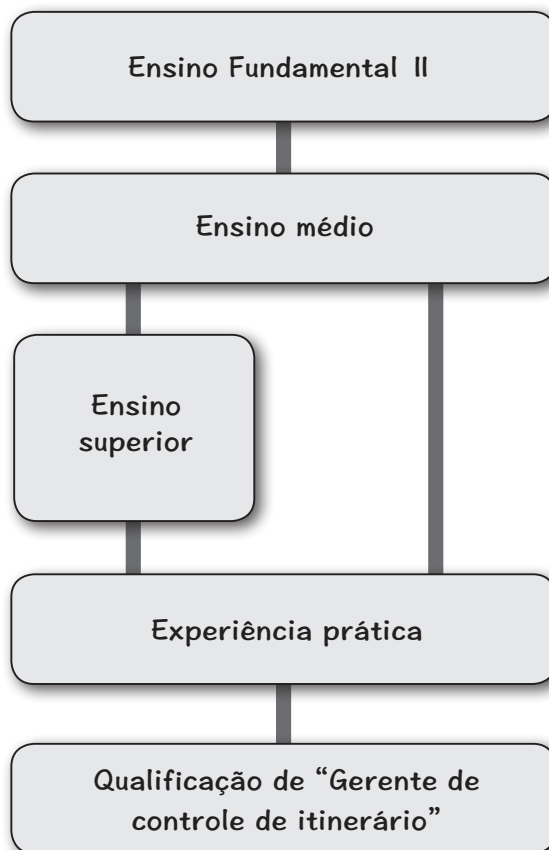 Ensino Fundamental II
Ensino médio
Ensino
superior
Experiência prática
Qualificação de “Gerente de
controle de itinerário”